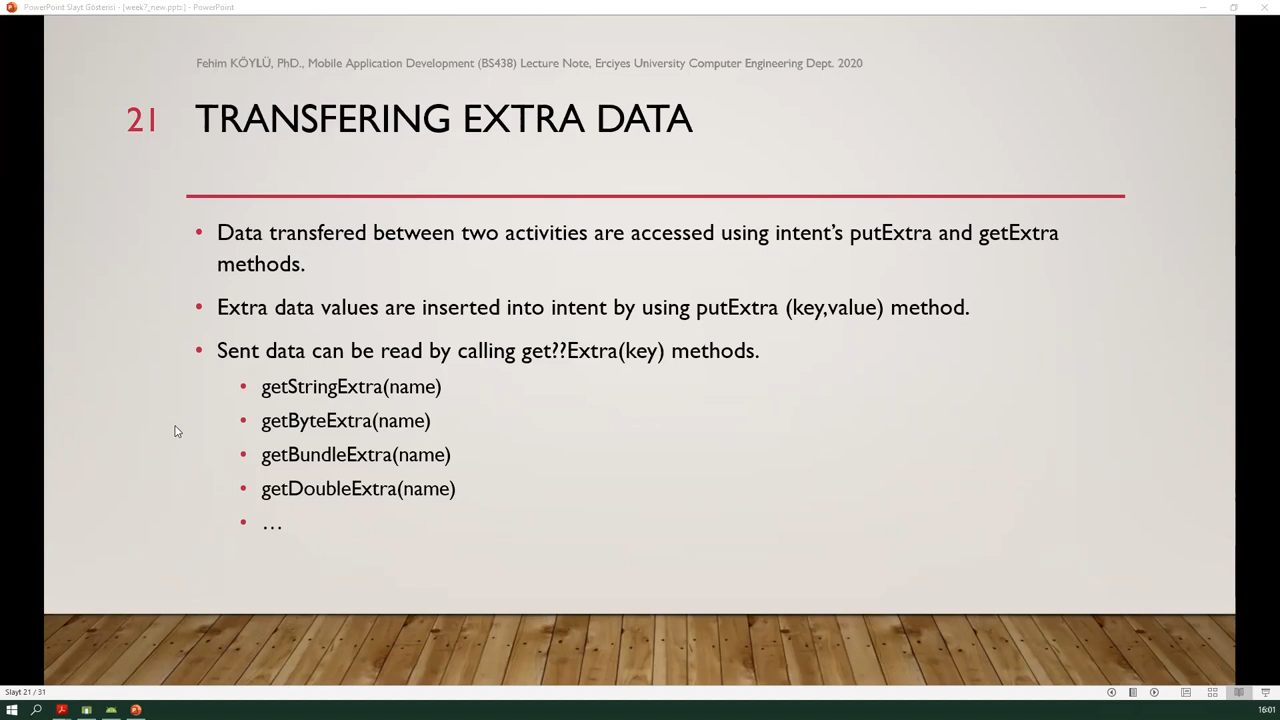 PowerPoint Slayt Gösterisi - [week7_new.pptx] - PowerPoint
Fehim KÖYLÜ, PhD., Mobile Application Development (BS438) Lecture Note, Erciyes University Computer Engineering Dept. 2020
21 TRANSFERING EXTRA DATA
• Data transfered between two activities are accessed using intent’s putExtra and getExtra
methods.
• Extra data values are inserted into intent by using putExtra (key,value) method.
• Sent data can be read by calling get??Extra(key) methods.
• getStringExtra(name)
• getByteExtra(name)
• getBundleExtra(name)
• getDoubleExtra(name)
• …
Slayt 21 / 31
16:01